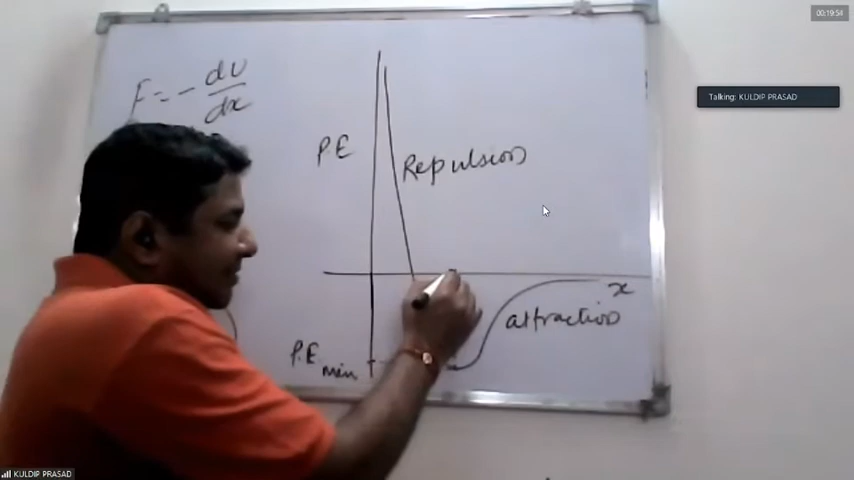 00:19:54
F = - du/dx
Talking: KULDIP PRASAD
P.E
Repulsion
x
attraction
P.E min
KULDIP PRASAD